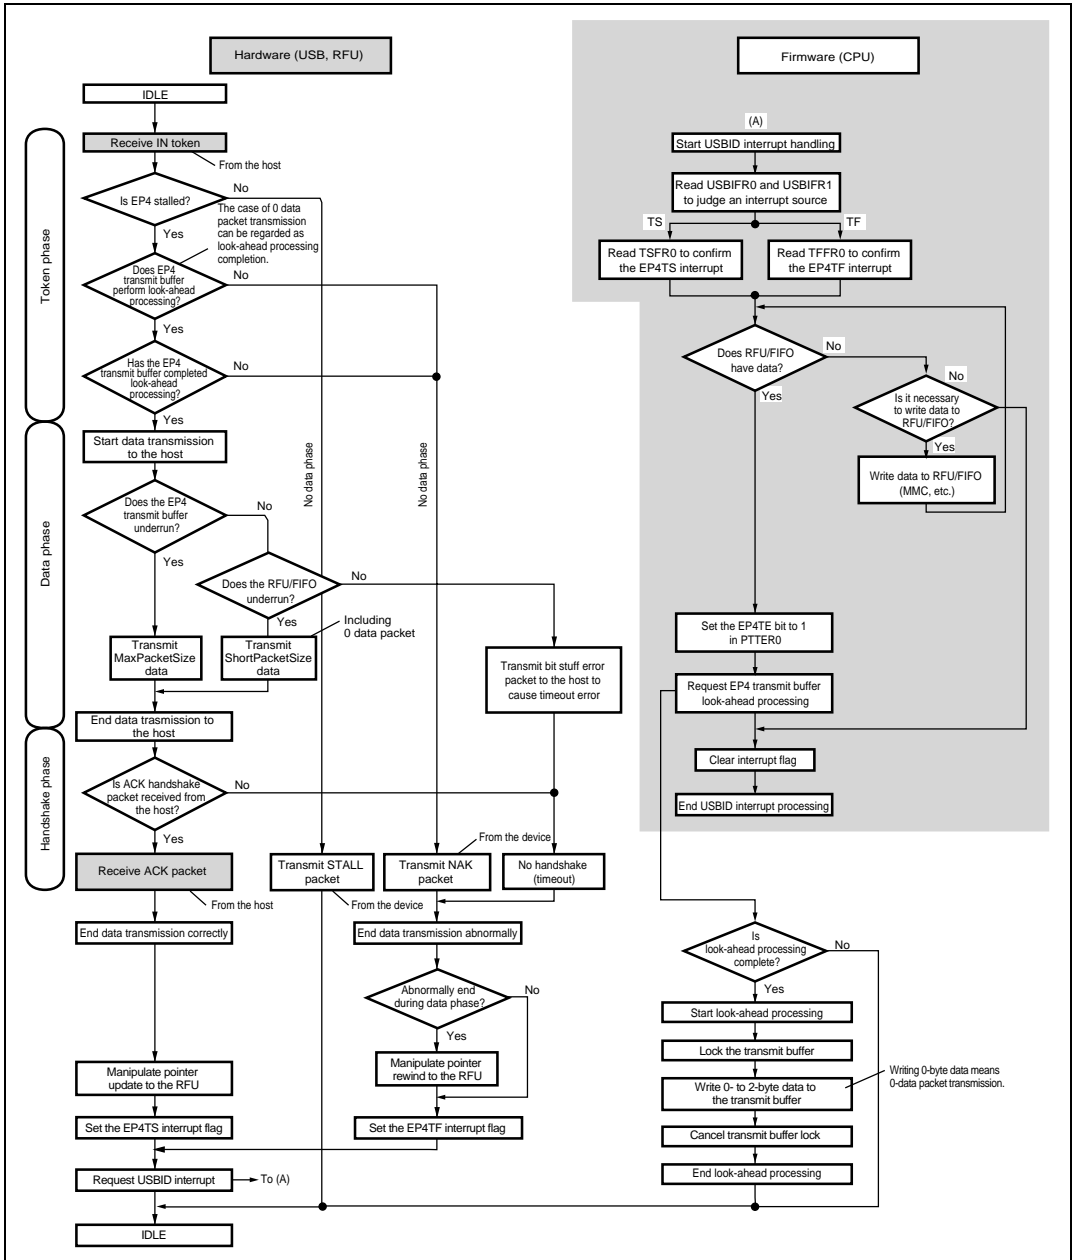 Hardware (USB, RFU)
Firmware (CPU)
IDLE
Token phase
Receive IN token
From the host
Is EP4 stalled?
No
Yes
The case of 0 data
packet transmission
can be regarded as
look-ahead processing
completion.
Does EP4
transmit buffer
perform look-ahead
processing?
No
Yes
Has the EP4
transmit buffer completed
look-ahead
processing?
No
Yes
Data phase
Start data transmission
to the host
No data phase
No data phase
Does the EP4
transmit buffer
underrun?
No
Yes
Does the RFU/FIFO
underrun?
No
Yes
Including
0 data packet
Transmit
MaxPacketSize
data
Transmit
ShortPacketSize
data
Transmit bit stuff error
packet to the host to
cause timeout error
End data trasmission to
the host
Handshake phase
Is ACK handshake
packet received from
the host?
No
Yes
Receive ACK packet
From the host
Transmit STALL
packet
From the device
Transmit NAK
packet
From the device
No handshake
(timeout)
End data transmission correctly
End data transmission abnormally
Abnormally end
during data phase?
No
Yes
Manipulate pointer
update to the RFU
Manipulate pointer
rewind to the RFU
Set the EP4TS interrupt flag
Set the EP4TF interrupt flag
Request USBID interrupt
To (A)
IDLE
(A)
Start USBID interrupt handling
Read USBIFR0 and USBIFR1
to judge an interrupt source
TS
TF
Read TSFR0 to confirm
the EP4TS interrupt
Read TFFR0 to confirm
the EP4TF interrupt
Does RFU/FIFO
have data?
No
Yes
Is it necessary
to write data to
RFU/FIFO?
No
Yes
Write data to RFU/FIFO
(MMC, etc.)
Set the EP4TE bit to 1
in PTTER0
Request EP4 transmit buffer
look-ahead processing
Clear interrupt flag
End USBID interrupt processing
Is
look-ahead processing
complete?
No
Yes
Start look-ahead processing
Lock the transmit buffer
Write 0- to 2-byte data to
the transmit buffer
Writing 0-byte data means
0-data packet transmission.
Cancel transmit buffer lock
End look-ahead processing